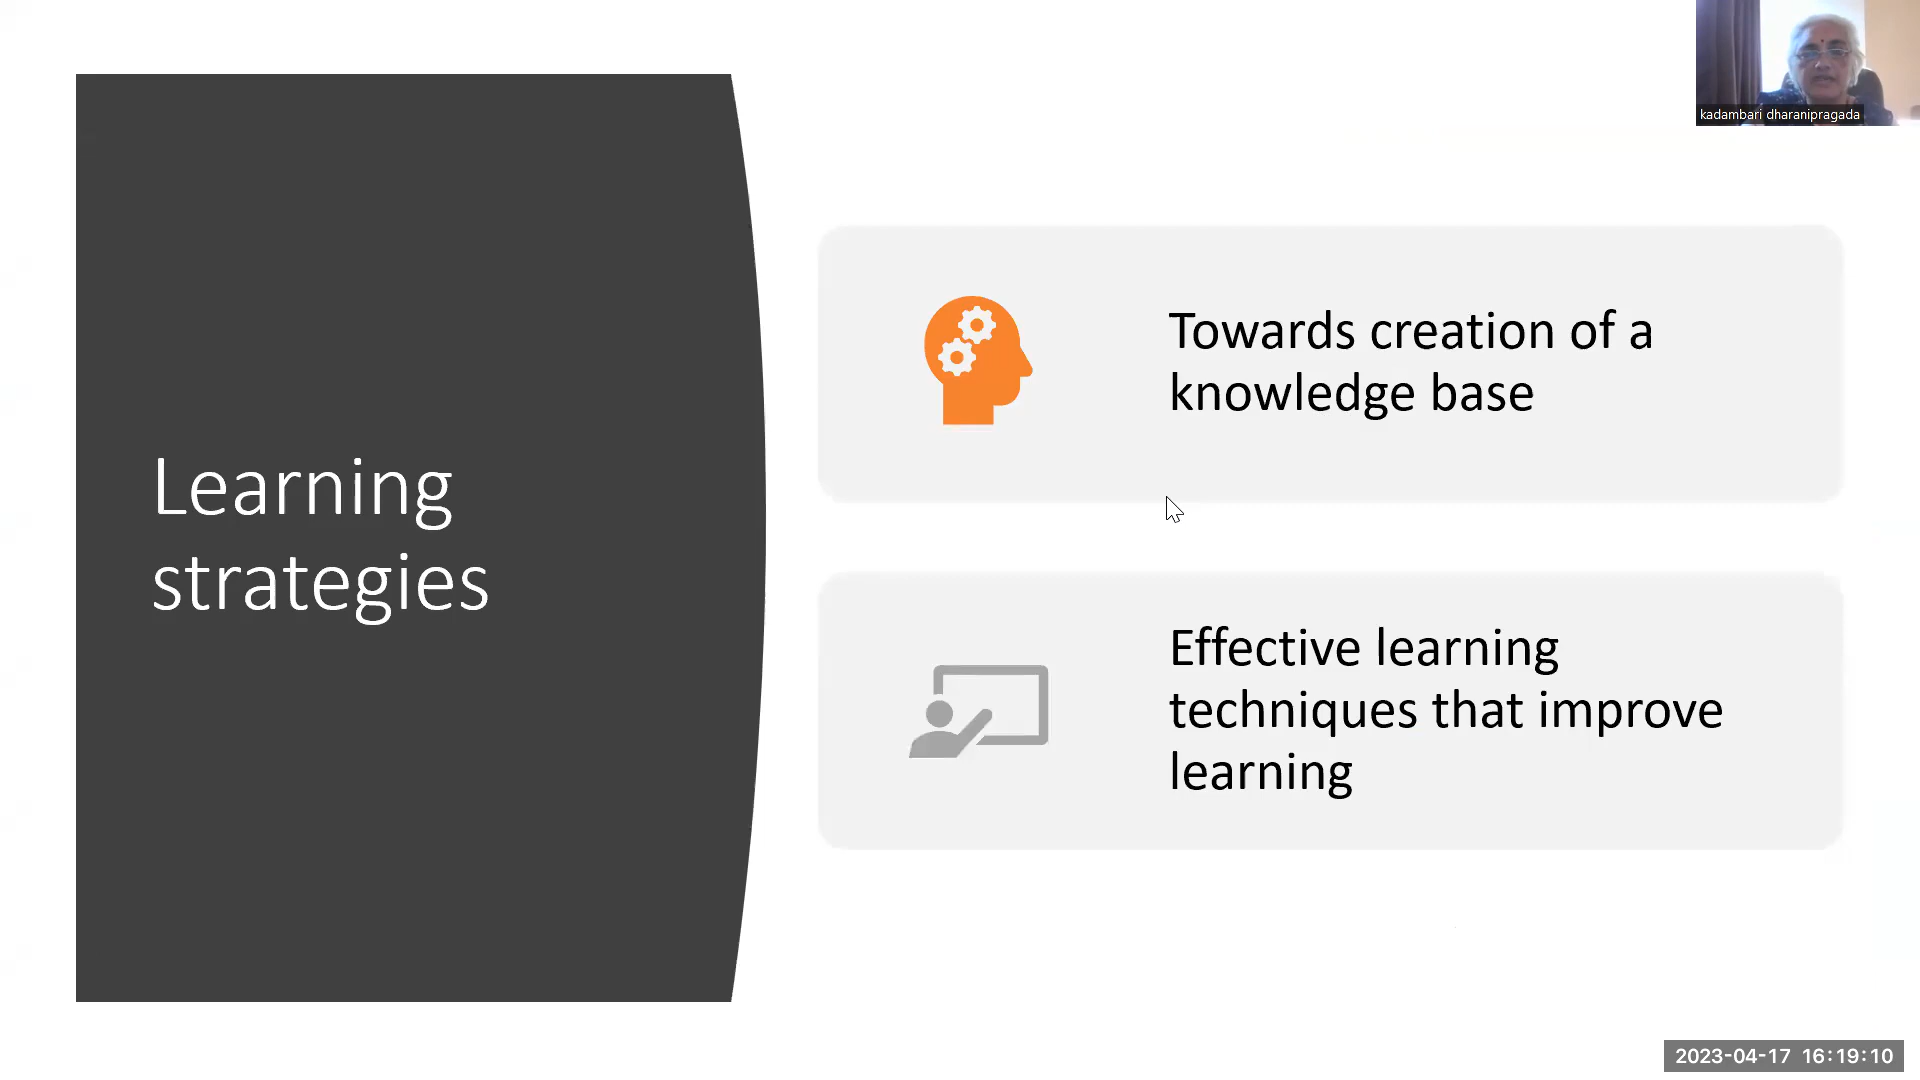 kadambari dharanipragada
Learning
strategies
Towards creation of a
knowledge base
Effective learning
techniques that improve
learning
2023-04-17 16:19:10